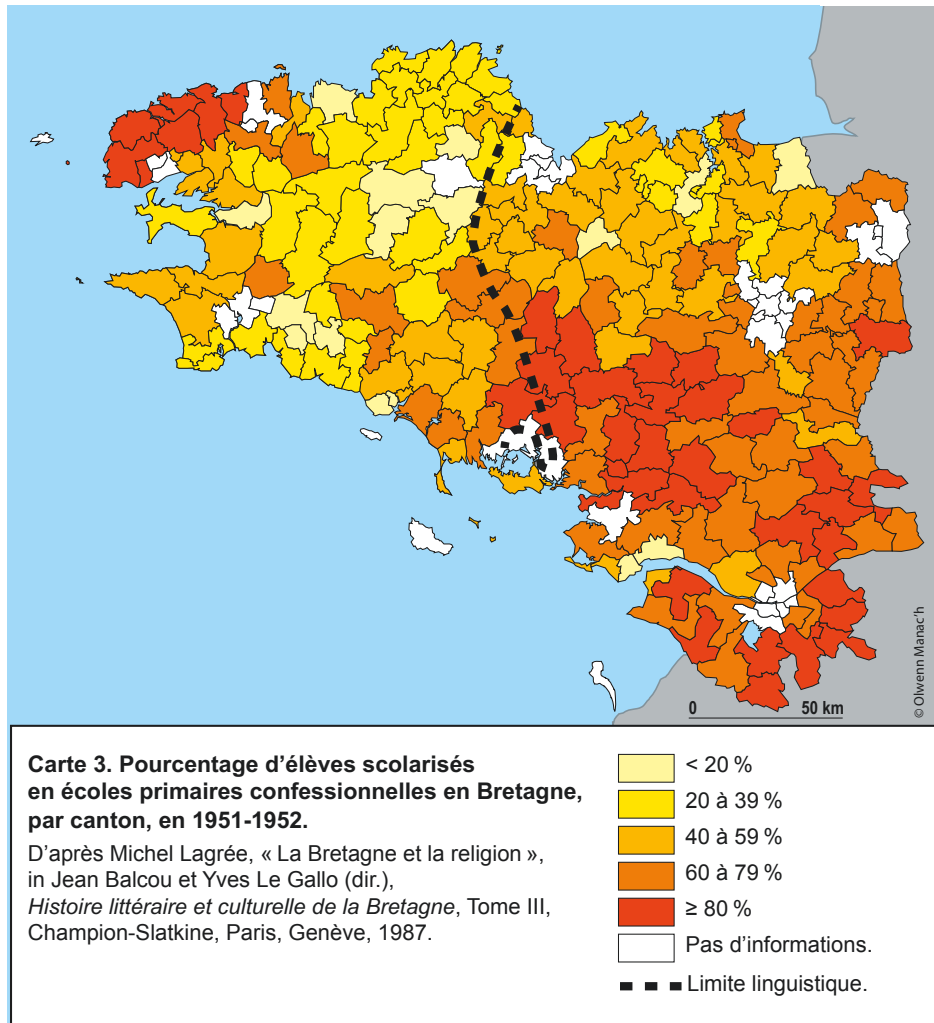 © Olwenn Manac'h
0 50 km
Carte 3. Pourcentage d'élèves scolarisés
en écoles primaires confessionnelles en Bretagne,
par canton, en 1951-1952.
D'après Michel Lagrée, « La Bretagne et la religion »,
in Jean Balcou et Yves Le Gallo (dir.),
Histoire littéraire et culturelle de la Bretagne, Tome III,
Champion-Slatkine, Paris, Genève, 1987.
< 20 %
20 à 39 %
40 à 59 %
60 à 79 %
≥ 80 %
Pas d'informations.
Limite linguistique.